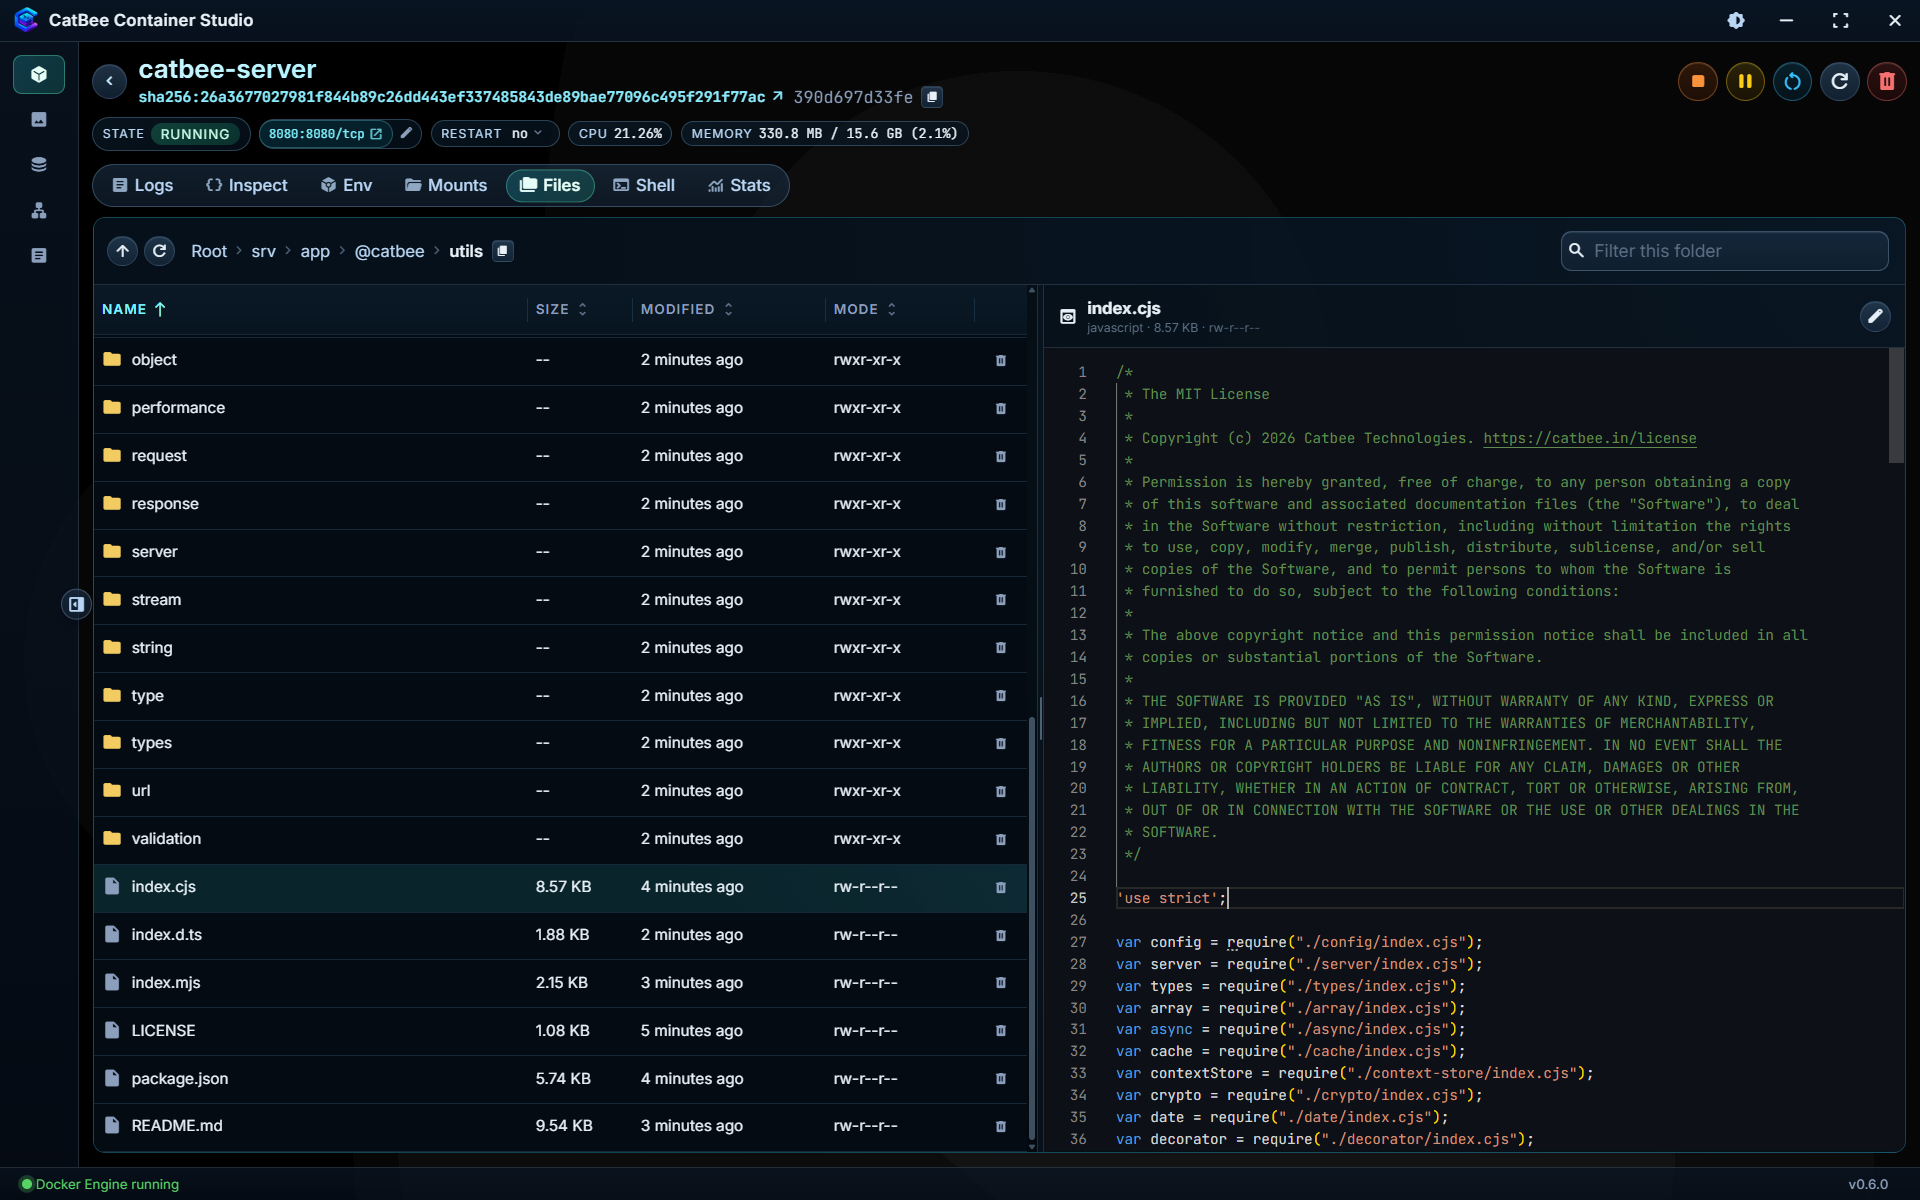 CatBee Container Studio
catbee-server
sha256:26a3677027981f844b89c26dd443ef337485843de89bae77096c495f291f77ac 390d697d33fe
STATE RUNNING 8080:8080/tcp RESTART no CPU 21.26% MEMORY 330.8 MB / 15.6 GB (2.1%)
Logs Inspect Env Mounts Files Shell Stats
Root srv app @catbee utils Filter this folder
NAME SIZE MODIFIED MODE
object -- 2 minutes ago rwxr-xr-x
performance -- 2 minutes ago rwxr-xr-x
request -- 2 minutes ago rwxr-xr-x
response -- 2 minutes ago rwxr-xr-x
server -- 2 minutes ago rwxr-xr-x
stream -- 2 minutes ago rwxr-xr-x
string -- 2 minutes ago rwxr-xr-x
type -- 2 minutes ago rwxr-xr-x
types -- 2 minutes ago rwxr-xr-x
url -- 2 minutes ago rwxr-xr-x
validation -- 2 minutes ago rwxr-xr-x
index.cjs 8.57 KB 4 minutes ago rw-r--r--
index.d.ts 1.88 KB 2 minutes ago rw-r--r--
index.mjs 2.15 KB 3 minutes ago rw-r--r--
LICENSE 1.08 KB 5 minutes ago rw-r--r--
package.json 5.74 KB 4 minutes ago rw-r--r--
README.md 9.54 KB 3 minutes ago rw-r--r--
index.cjs
javascript · 8.57 KB · rw-r--r--
1 /*
2 * The MIT License
3 *
4 * Copyright (c) 2026 Catbee Technologies. https://catbee.in/license
5 *
6 * Permission is hereby granted, free of charge, to any person obtaining a copy
7 * of this software and associated documentation files (the "Software"), to deal
8 * in the Software without restriction, including without limitation the rights
9 * to use, copy, modify, merge, publish, distribute, sublicense, and/or sell
10 * copies of the Software, and to permit persons to whom the Software is
11 * furnished to do so, subject to the following conditions:
12 *
13 * The above copyright notice and this permission notice shall be included in all
14 * copies or substantial portions of the Software.
15 *
16 * THE SOFTWARE IS PROVIDED "AS IS", WITHOUT WARRANTY OF ANY KIND, EXPRESS OR
17 * IMPLIED, INCLUDING BUT NOT LIMITED TO THE WARRANTIES OF MERCHANTABILITY,
18 * FITNESS FOR A PARTICULAR PURPOSE AND NONINFRINGEMENT. IN NO EVENT SHALL THE
19 * AUTHORS OR COPYRIGHT HOLDERS BE LIABLE FOR ANY CLAIM, DAMAGES OR OTHER
20 * LIABILITY, WHETHER IN AN ACTION OF CONTRACT, TORT OR OTHERWISE, ARISING FROM,
21 * OUT OF OR IN CONNECTION WITH THE SOFTWARE OR THE USE OR OTHER DEALINGS IN THE
22 * SOFTWARE.
23 */
24
25 'use strict';
26
27 var config = require("./config/index.cjs");
28 var server = require("./server/index.cjs");
29 var types = require("./types/index.cjs");
30 var array = require("./array/index.cjs");
31 var async = require("./async/index.cjs");
32 var cache = require("./cache/index.cjs");
33 var contextStore = require("./context-store/index.cjs");
34 var crypto = require("./crypto/index.cjs");
35 var date = require("./date/index.cjs");
36 var decorator = require("./decorator/index.cjs");
Docker Engine running v0.6.0